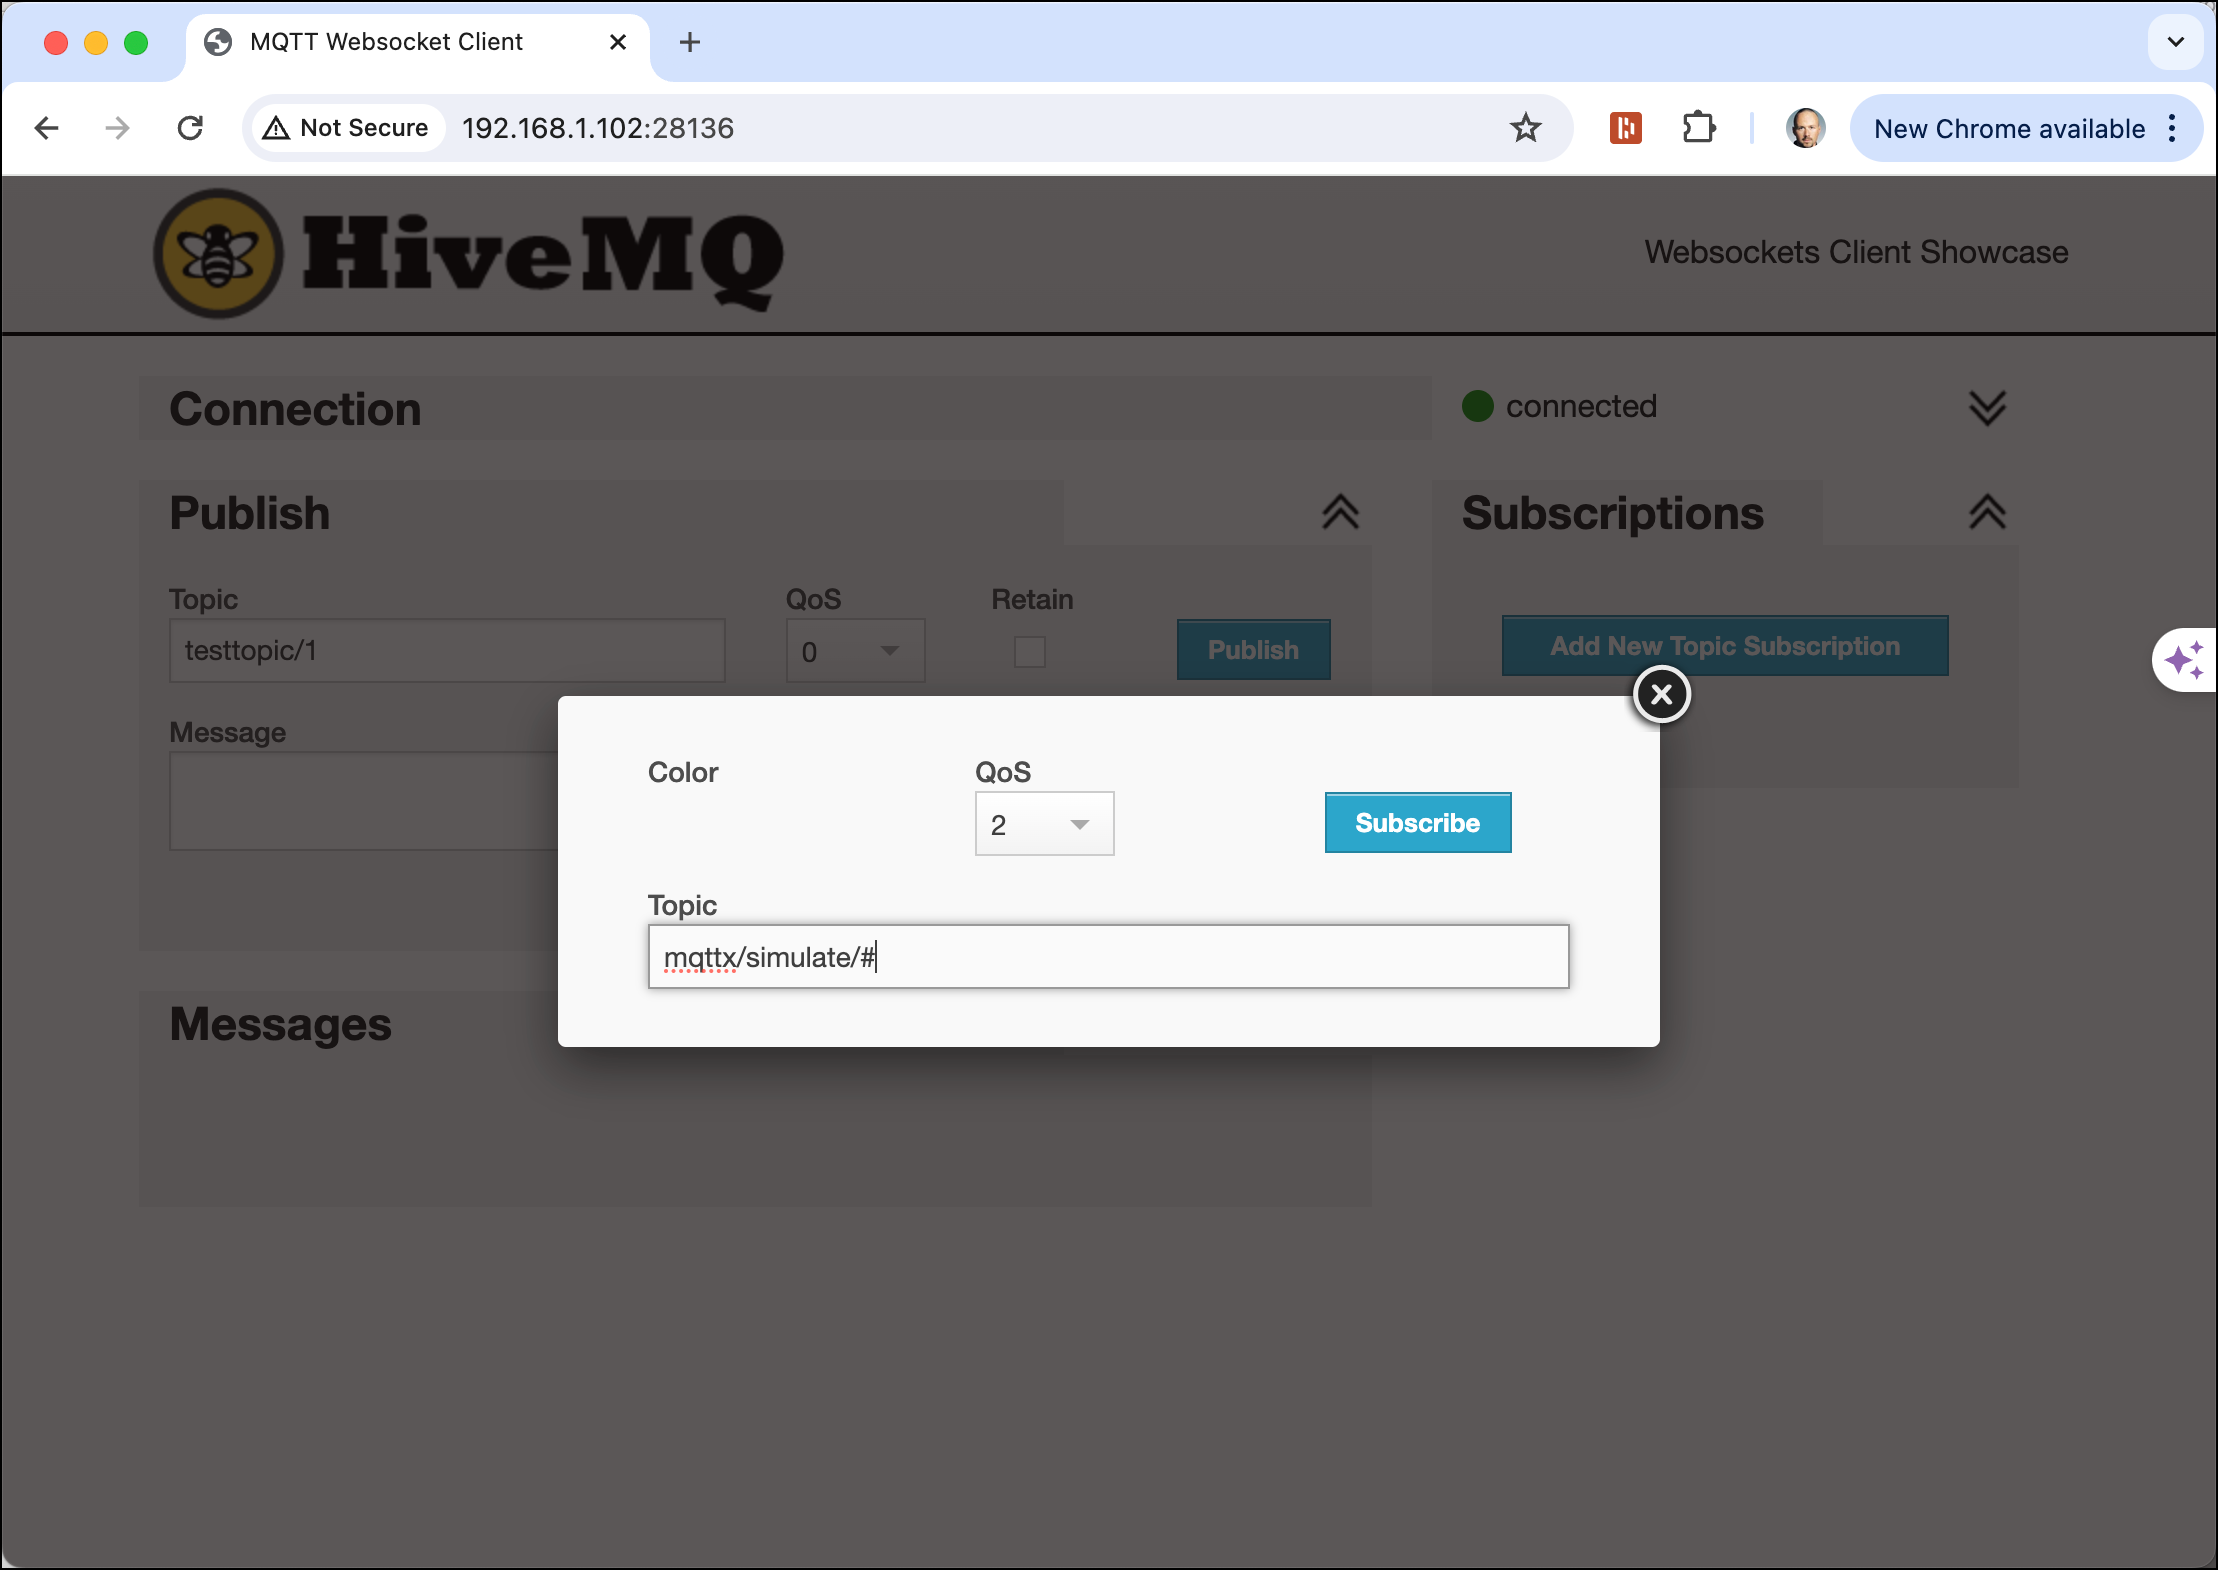 MQTT Websocket Client
Not Secure 192.168.1.102:28136
New Chrome available
HiveMQ
Websockets Client Showcase
Connection
connected
Publish
Subscriptions
Topic QoS Retain
testtopic/1 0 Publish
Add New Topic Subscription
Message
Color QoS
2 Subscribe
Topic
mqttx/simulate/#
Messages